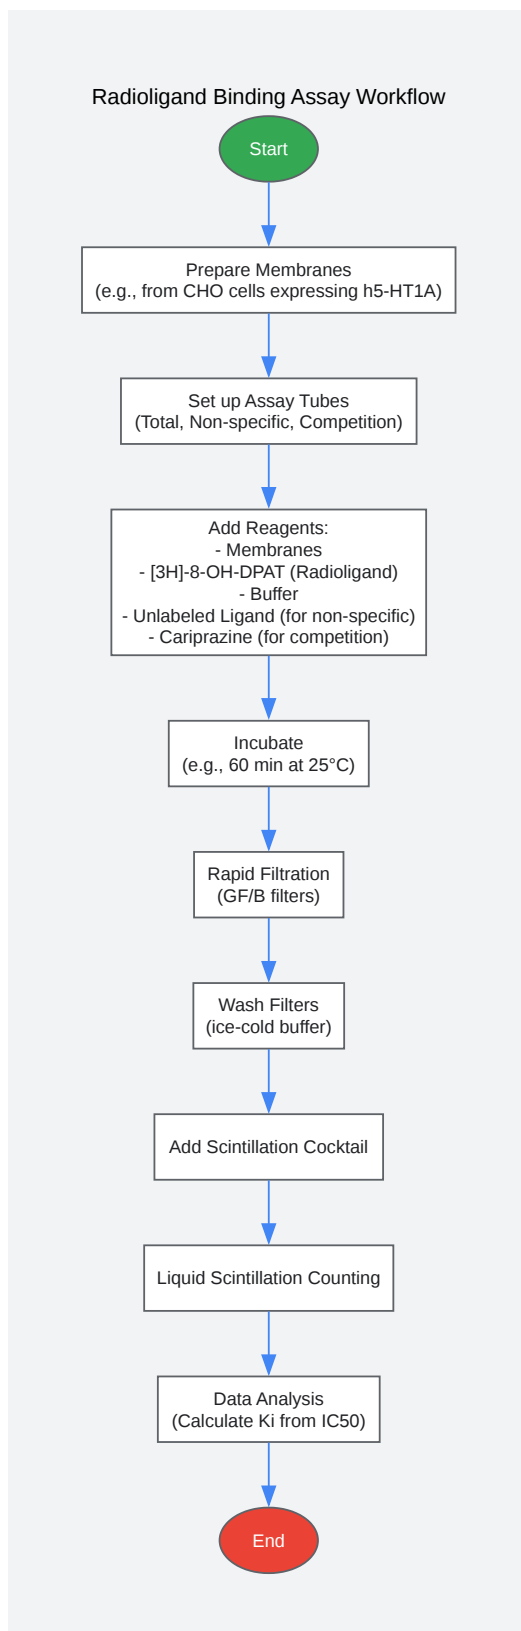 Radioligand Binding Assay Workflow
Start
Prepare Membranes
(e.g., from CHO cells expressing h5-HT1A)
Set up Assay Tubes
(Total, Non-specific, Competition)
Add Reagents:
- Membranes
- [3H]-8-OH-DPAT (Radioligand)
- Buffer
- Unlabeled Ligand (for non-specific)
- Cariprazine (for competition)
Incubate
(e.g., 60 min at 25°C)
Rapid Filtration
(GF/B filters)
Wash Filters
(ice-cold buffer)
Add Scintillation Cocktail
Liquid Scintillation Counting
Data Analysis
(Calculate Ki from IC50)
End